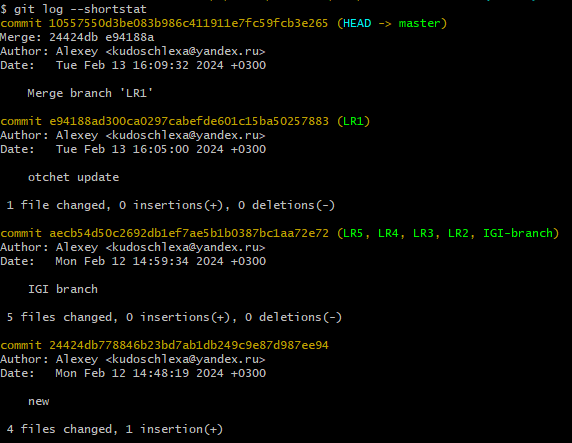 $ git log --shortstat
commit 10557550d3be083b986c411911e7fc59fcb3e265 (HEAD -> master)
Merge: 24424db e94188a
Author: Alexey <kudoschlexa@yandex.ru>
Date:   Tue Feb 13 16:09:32 2024 +0300
    Merge branch 'LR1'
commit e94188ad300ca0297cabefde601c15ba50257883 (LR1)
Author: Alexey <kudoschlexa@yandex.ru>
Date:   Tue Feb 13 16:05:00 2024 +0300
    otchet update
 1 file changed, 0 insertions(+), 0 deletions(-)
commit aecb54d50c2692db1ef7ae5b1b0387bc1aa72e72 (LR5, LR4, LR3, LR2, IGI-branch)
Author: Alexey <kudoschlexa@yandex.ru>
Date:   Mon Feb 12 14:59:34 2024 +0300
    IGI branch
 5 files changed, 0 insertions(+), 0 deletions(-)
commit 24424db778846b23bd7ab1db249c9e87d987ee94
Author: Alexey <kudoschlexa@yandex.ru>
Date:   Mon Feb 12 14:48:19 2024 +0300
    new
 4 files changed, 1 insertion(+)